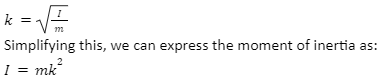 k = √(I/m)
Simplifying this, we can express the moment of inertia as:
I = mk²